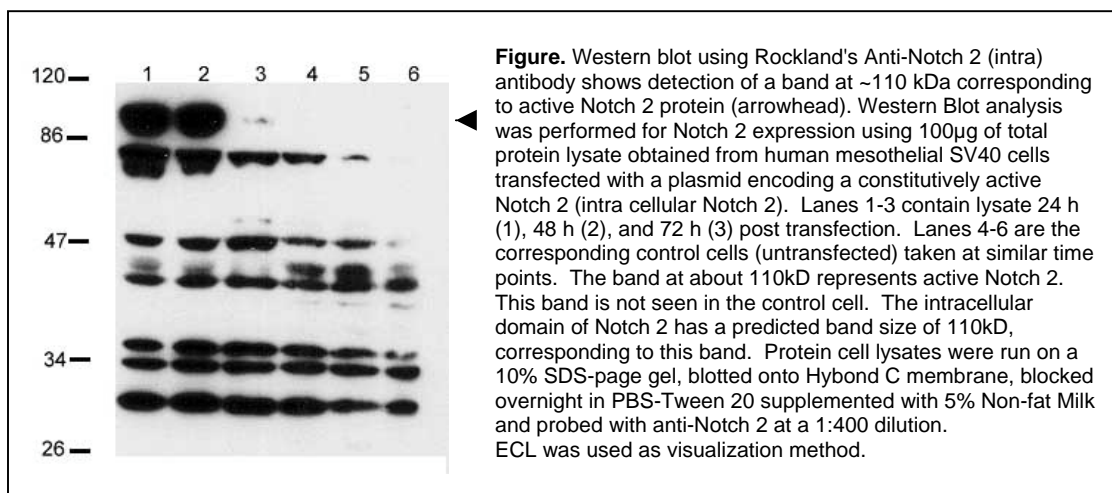 1 2 3 4 5 6
120
86
47
34
26
Figure. Western blot using Rockland's Anti-Notch 2 (intra)
antibody shows detection of a band at ~110 kDa corresponding
to active Notch 2 protein (arrowhead). Western Blot analysis
was performed for Notch 2 expression using 100µg of total
protein lysate obtained from human mesothelial SV40 cells
transfected with a plasmid encoding a constitutively active
Notch 2 (intra cellular Notch 2). Lanes 1-3 contain lysate 24 h
(1), 48 h (2), and 72 h (3) post transfection. Lanes 4-6 are the
corresponding control cells (untransfected) taken at similar time
points. The band at about 110kD represents active Notch 2.
This band is not seen in the control cell. The intracellular
domain of Notch 2 has a predicted band size of 110kD,
corresponding to this band. Protein cell lysates were run on a
10% SDS-page gel, blotted onto Hybond C membrane, blocked
overnight in PBS-Tween 20 supplemented with 5% Non-fat Milk
and probed with anti-Notch 2 at a 1:400 dilution.
ECL was used as visualization method.